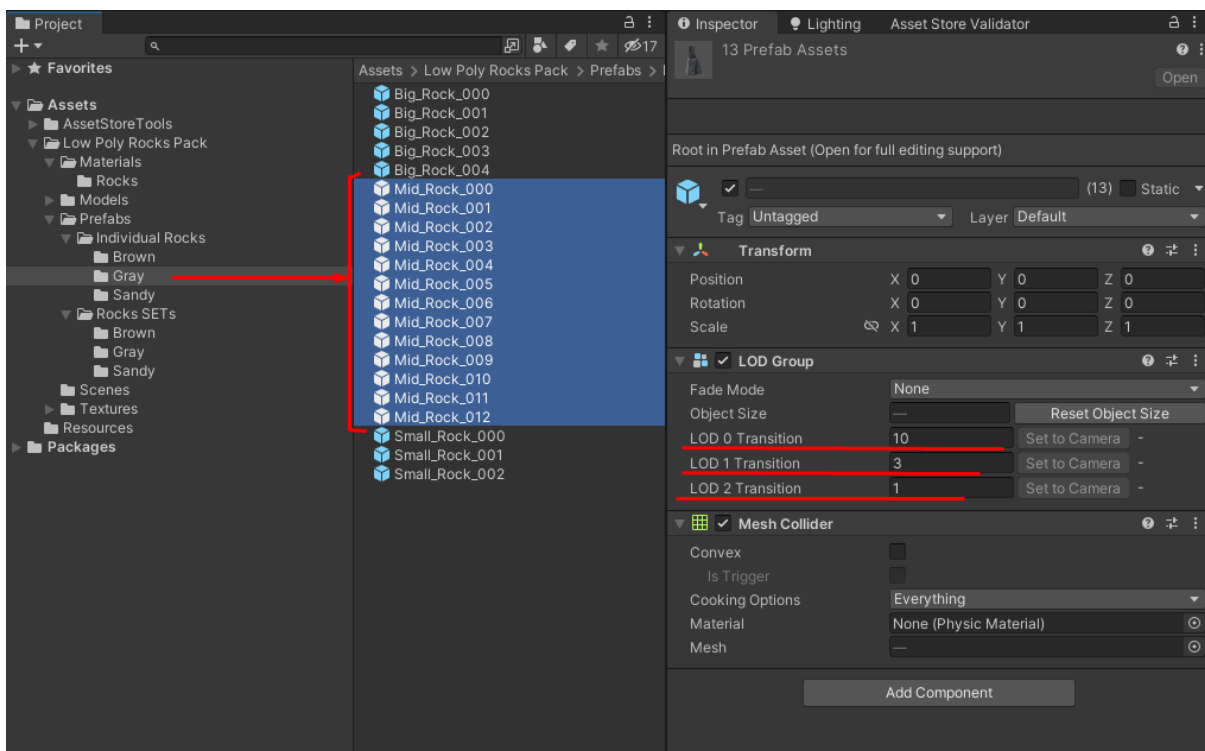 Project
17
Favorites
Assets
AssetStoreTools
Low Poly Rocks Pack
Materials
Rocks
Models
Prefabs
Individual Rocks
Brown
Gray
Sandy
Rocks SETs
Brown
Gray
Sandy
Scenes
Textures
Resources
Packages
Assets > Low Poly Rocks Pack > Prefabs >
Big_Rock_000
Big_Rock_001
Big_Rock_002
Big_Rock_003
Big_Rock_004
Mid_Rock_000
Mid_Rock_001
Mid_Rock_002
Mid_Rock_003
Mid_Rock_004
Mid_Rock_005
Mid_Rock_006
Mid_Rock_007
Mid_Rock_008
Mid_Rock_009
Mid_Rock_010
Mid_Rock_011
Mid_Rock_012
Small_Rock_000
Small_Rock_001
Small_Rock_002
Inspector Lighting Asset Store Validator
13 Prefab Assets
Open
Root in Prefab Asset (Open for full editing support)
— (13) Static
Tag Untagged Layer Default
Transform
Position X 0 Y 0 Z 0
Rotation X 0 Y 0 Z 0
Scale X 1 Y 1 Z 1
LOD Group
Fade Mode None
Object Size — Reset Object Size
LOD 0 Transition 10 Set to Camera -
LOD 1 Transition 3 Set to Camera -
LOD 2 Transition 1 Set to Camera -
Mesh Collider
Convex
Is Trigger
Cooking Options Everything
Material None (Physic Material)
Mesh —
Add Component